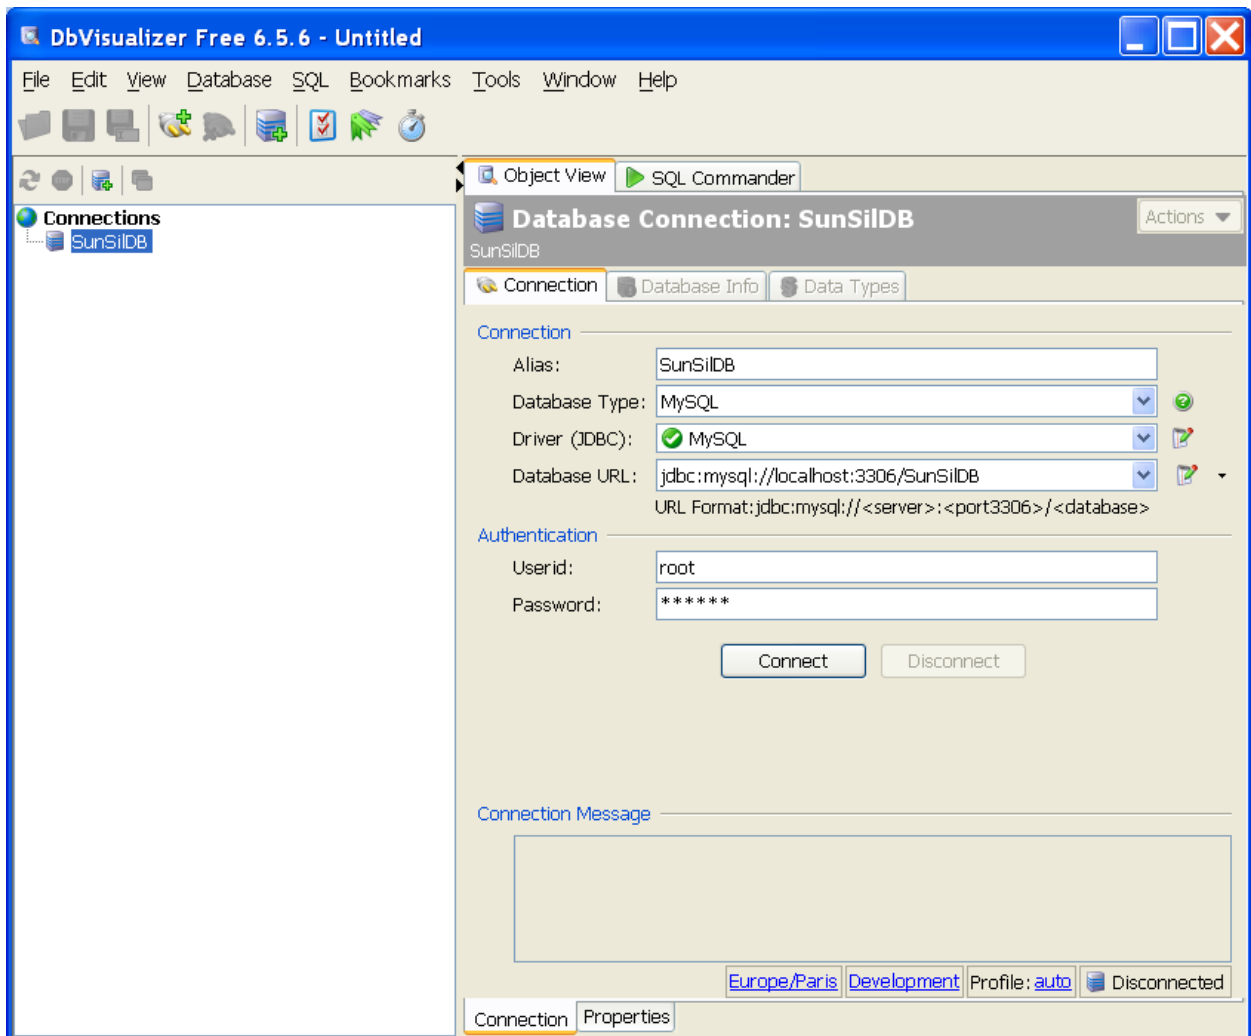 DbVisualizer Free 6.5.6 - Untitled
File Edit View Database SQL Bookmarks Tools Window Help
Object View SQL Commander
Connections
SunSilDB
Database Connection: SunSilDB
Actions
SunSilDB
Connection Database Info Data Types
Connection
Alias: SunSilDB
Database Type: MySQL
Driver (JDBC): MySQL
Database URL: jdbc:mysql://localhost:3306/SunSilDB
URL Format:jdbc:mysql://<server>:<port3306>/<database>
Authentication
Userid: root
Password: ******
Connect Disconnect
Connection Message
Europe/Paris Development Profile: auto Disconnected
Connection Properties